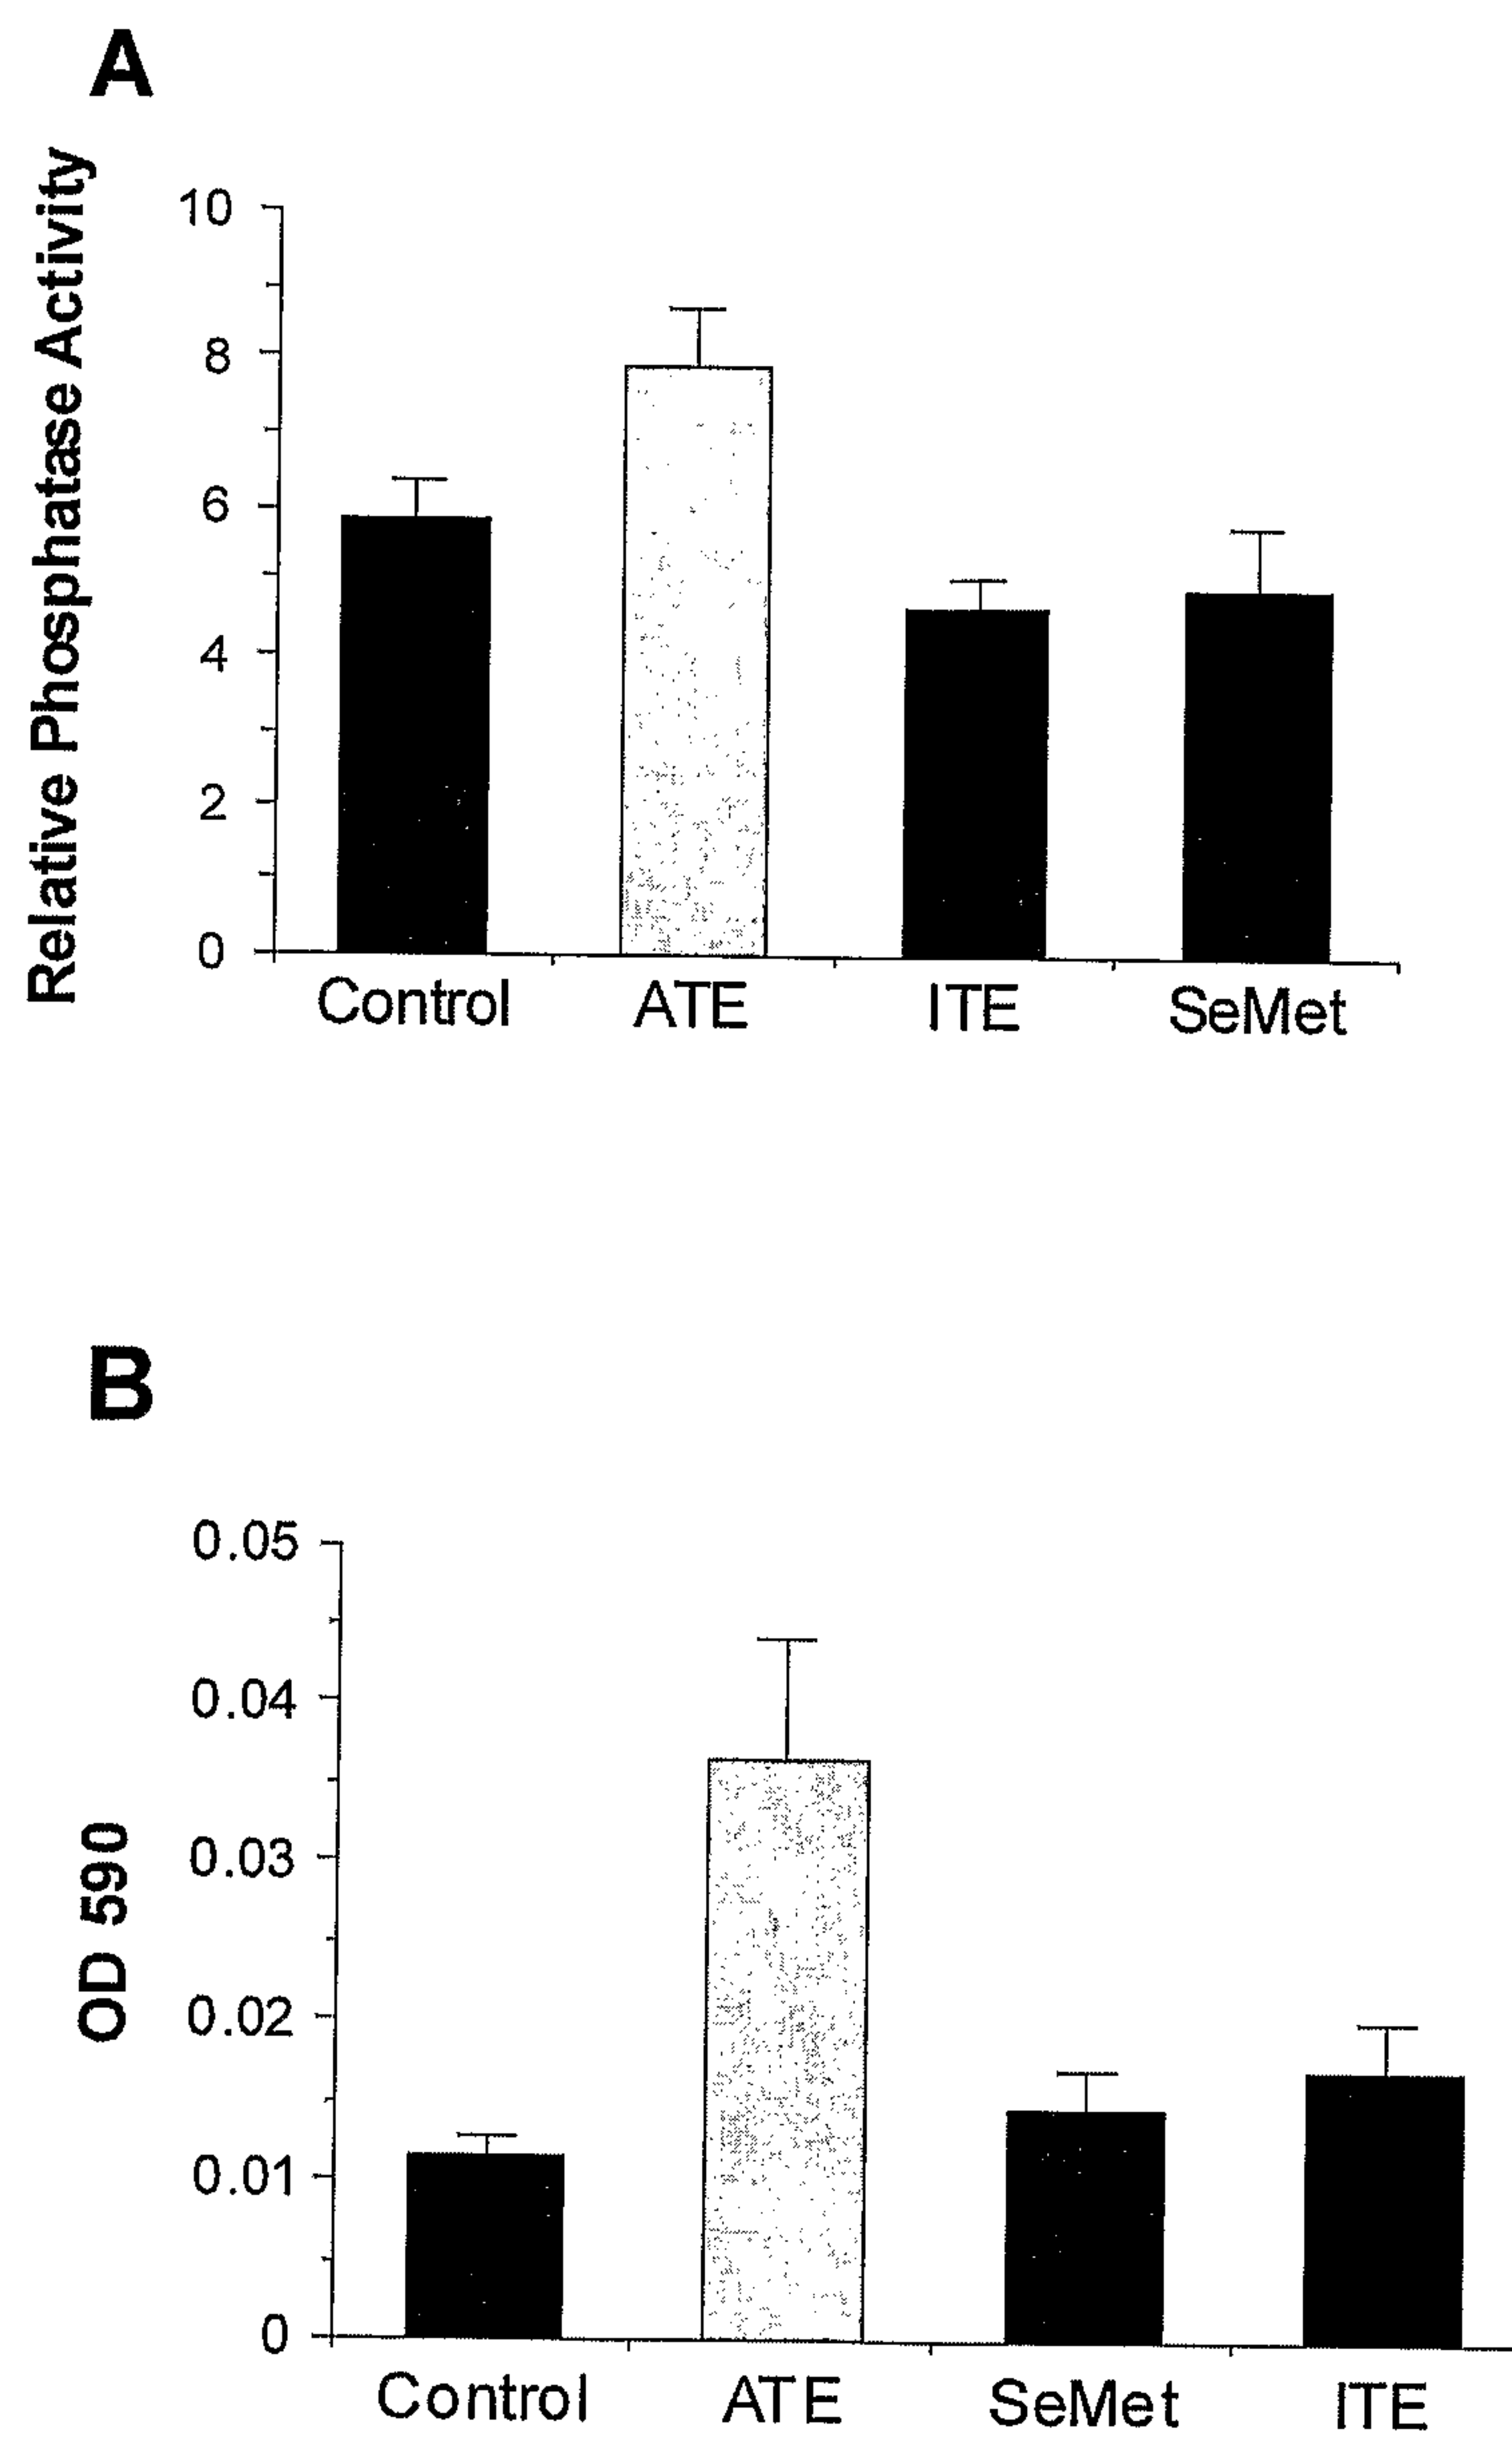 A
Relative Phosphatase Activity
10
8
6
4
2
0
Control ATE ITE SeMet
B
OD 590
0.05
0.04
0.03
0.02
0.01
0
Control ATE SeMet ITE